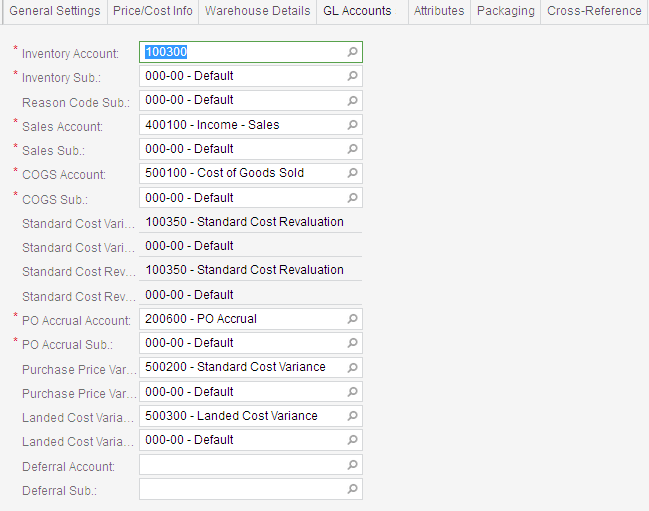 General Settings Price/Cost Info Warehouse Details GL Accounts Attributes Packaging Cross-Reference
* Inventory Account: 100300
* Inventory Sub.: 000-00 - Default
Reason Code Sub.: 000-00 - Default
* Sales Account: 400100 - Income - Sales
* Sales Sub.: 000-00 - Default
* COGS Account: 500100 - Cost of Goods Sold
* COGS Sub.: 000-00 - Default
Standard Cost Vari... 100350 - Standard Cost Revaluation
Standard Cost Vari... 000-00 - Default
Standard Cost Rev... 100350 - Standard Cost Revaluation
Standard Cost Rev... 000-00 - Default
* PO Accrual Account: 200600 - PO Accrual
* PO Accrual Sub.: 000-00 - Default
Purchase Price Var... 500200 - Standard Cost Variance
Purchase Price Var... 000-00 - Default
Landed Cost Varia... 500300 - Landed Cost Variance
Landed Cost Varia... 000-00 - Default
Deferral Account:
Deferral Sub.: